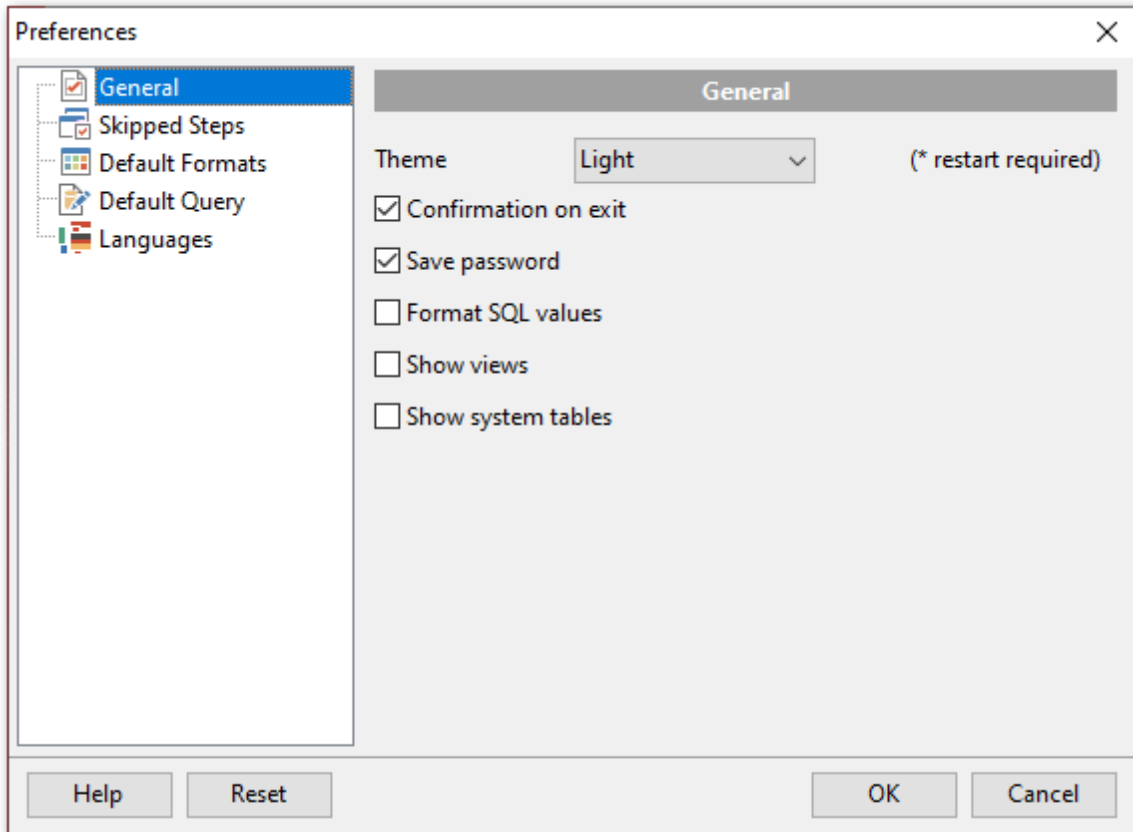 Preferences
General
Skipped Steps
Default Formats
Default Query
Languages
General
Theme Light (* restart required)
Confirmation on exit
Save password
Format SQL values
Show views
Show system tables
Help Reset OK Cancel